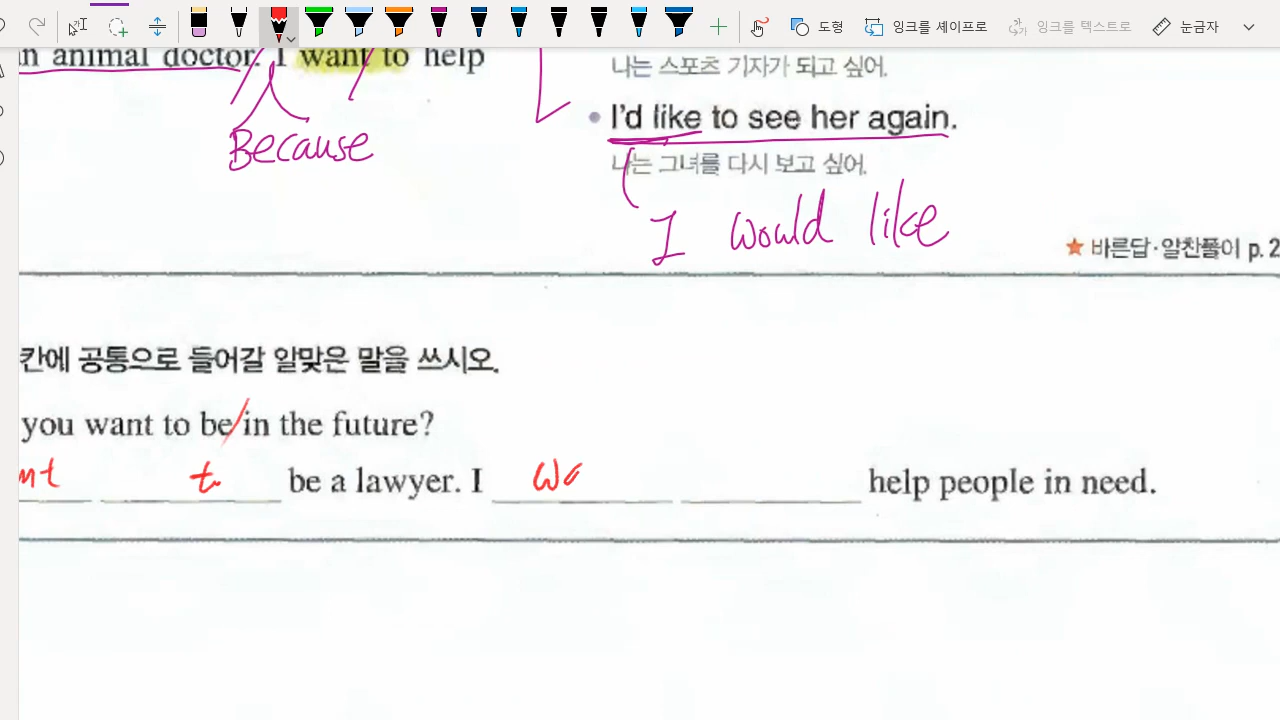 도형 잉크를 셰이프로 잉크를 텍스트로 눈금자
animal doctor. I want to help
Because
나는 스포츠 기자가 되고 싶어.
I'd like to see her again.
나는 그녀를 다시 보고 싶어.
I would like
★ 바른답·알찬풀이 p. 2
칸에 공통으로 들어갈 알맞은 말을 쓰시오.
you want to be/in the future?
to be a lawyer. I wa help people in need.